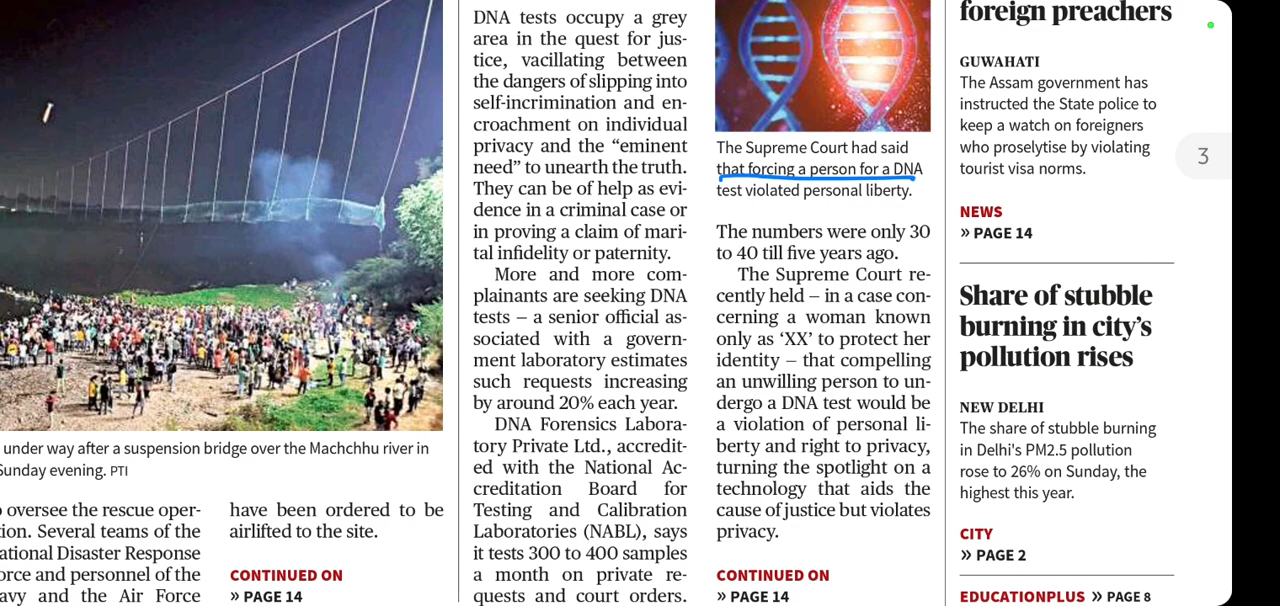 under way after a suspension bridge over the Machchhu river in
Sunday evening. PTI
o oversee the rescue oper-
tion. Several teams of the
ational Disaster Response
orce and personnel of the
avy and the Air Force
have been ordered to be
airlifted to the site.
CONTINUED ON
» PAGE 14
DNA tests occupy a grey
area in the quest for jus-
tice, vacillating between
the dangers of slipping into
self-incrimination and en-
croachment on individual
privacy and the “eminent
need” to unearth the truth.
They can be of help as evi-
dence in a criminal case or
in proving a claim of mari-
tal infidelity or paternity.
More and more com-
plainants are seeking DNA
tests – a senior official as-
sociated with a govern-
ment laboratory estimates
such requests increasing
by around 20% each year.
DNA Forensics Labora-
tory Private Ltd., accredit-
ed with the National Ac-
creditation Board for
Testing and Calibration
Laboratories (NABL), says
it tests 300 to 400 samples
a month on private re-
quests and court orders.
The Supreme Court had said
that forcing a person for a DNA
test violated personal liberty.
The numbers were only 30
to 40 till five years ago.
The Supreme Court re-
cently held – in a case con-
cerning a woman known
only as ‘XX’ to protect her
identity – that compelling
an unwilling person to un-
dergo a DNA test would be
a violation of personal li-
berty and right to privacy,
turning the spotlight on a
technology that aids the
cause of justice but violates
privacy.
CONTINUED ON
» PAGE 14
foreign preachers
GUWAHATI
The Assam government has
instructed the State police to
keep a watch on foreigners
who proselytise by violating
tourist visa norms.
NEWS
» PAGE 14
Share of stubble
burning in city’s
pollution rises
NEW DELHI
The share of stubble burning
in Delhi's PM2.5 pollution
rose to 26% on Sunday, the
highest this year.
CITY
» PAGE 2
EDUCATIONPLUS » PAGE 8
3